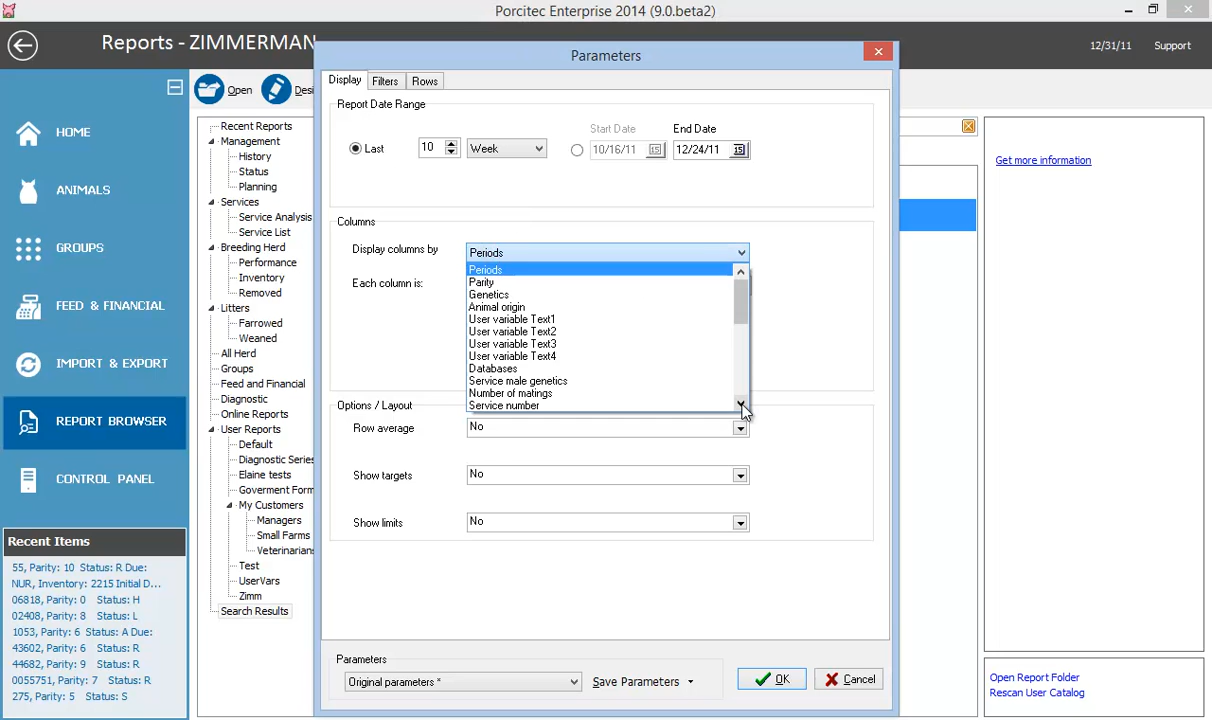 Porcitec Enterprise 2014 (9.0.beta2)
Reports - ZIMMERMAN
12/31/11
Support
HOME
ANIMALS
GROUPS
FEED & FINANCIAL
IMPORT & EXPORT
REPORT BROWSER
CONTROL PANEL
Recent Items
55, Parity: 10 Status: R Due:
NUR, Inventory: 2215 Initial D...
06818, Parity: 0 Status: H
02408, Parity: 8 Status: L
1053, Parity: 6 Status: A Due:
43602, Parity: 6 Status: R
44682, Parity: 9 Status: R
0055751, Parity: 7 Status: R
275, Parity: 5 Status: S
Open
Desi
Recent Reports
Management
History
Status
Planning
Services
Service Analysis
Service List
Breeding Herd
Performance
Inventory
Removed
Litters
Farrowed
Weaned
All Herd
Groups
Feed and Financial
Diagnostic
Online Reports
User Reports
Default
Diagnostic Series
Elaine tests
Goverment Form
My Customers
Managers
Small Farms
Veterinarians
Test
UserVars
Zimm
Search Results
Parameters
Display
Filters
Rows
Report Date Range
Last
10
Week
Start Date
10/16/11
15
End Date
12/24/11
15
Columns
Display columns by
Periods
Each column is:
Periods
Parity
Genetics
Animal origin
User variable Text1
User variable Text2
User variable Text3
User variable Text4
Databases
Service male genetics
Number of matings
Service number
Options / Layout
Row average
No
Show targets
No
Show limits
No
Parameters
Original parameters *
Save Parameters
OK
Cancel
Get more information
Open Report Folder
Rescan User Catalog